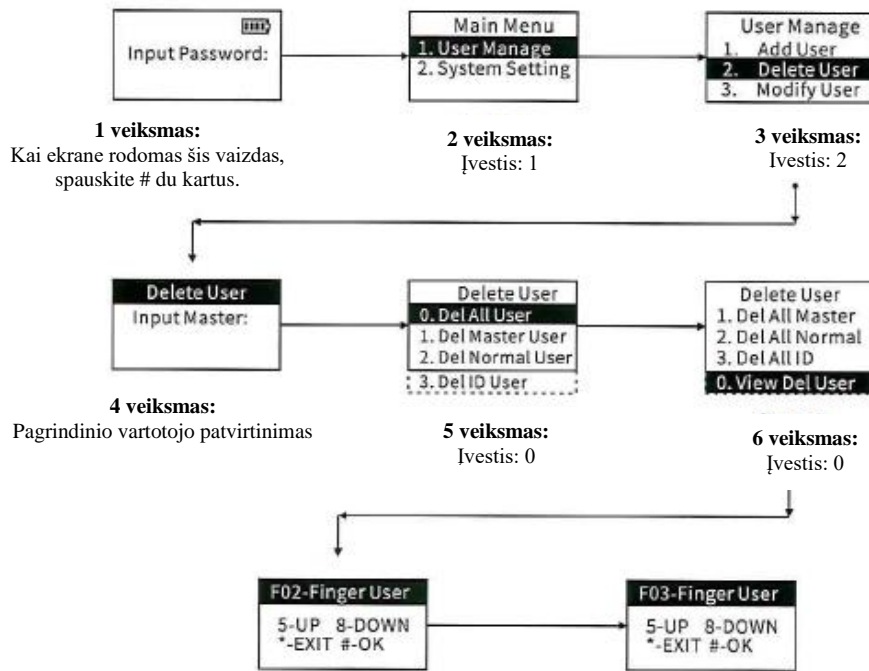 Input Password:
Main Menu
1. User Manage
2. System Setting
User Manage
1. Add User
2. Delete User
3. Modify User
1 veiksmas:
Kai ekrane rodomas šis vaizdas,
spauskite # du kartus.
2 veiksmas:
Įvestis: 1
3 veiksmas:
Įvestis: 2
Delete User
Input Master:
Delete User
0. Del All User
1. Del Master User
2. Del Normal User
3. Del ID User
Delete User
1. Del All Master
2. Del All Normal
3. Del All ID
0. View Del User
4 veiksmas:
Pagrindinio vartotojo patvirtinimas
5 veiksmas:
Įvestis: 0
6 veiksmas:
Įvestis: 0
F02-Finger User
5-UP 8-DOWN
*-EXIT #-OK
F03-Finger User
5-UP 8-DOWN
*-EXIT #-OK